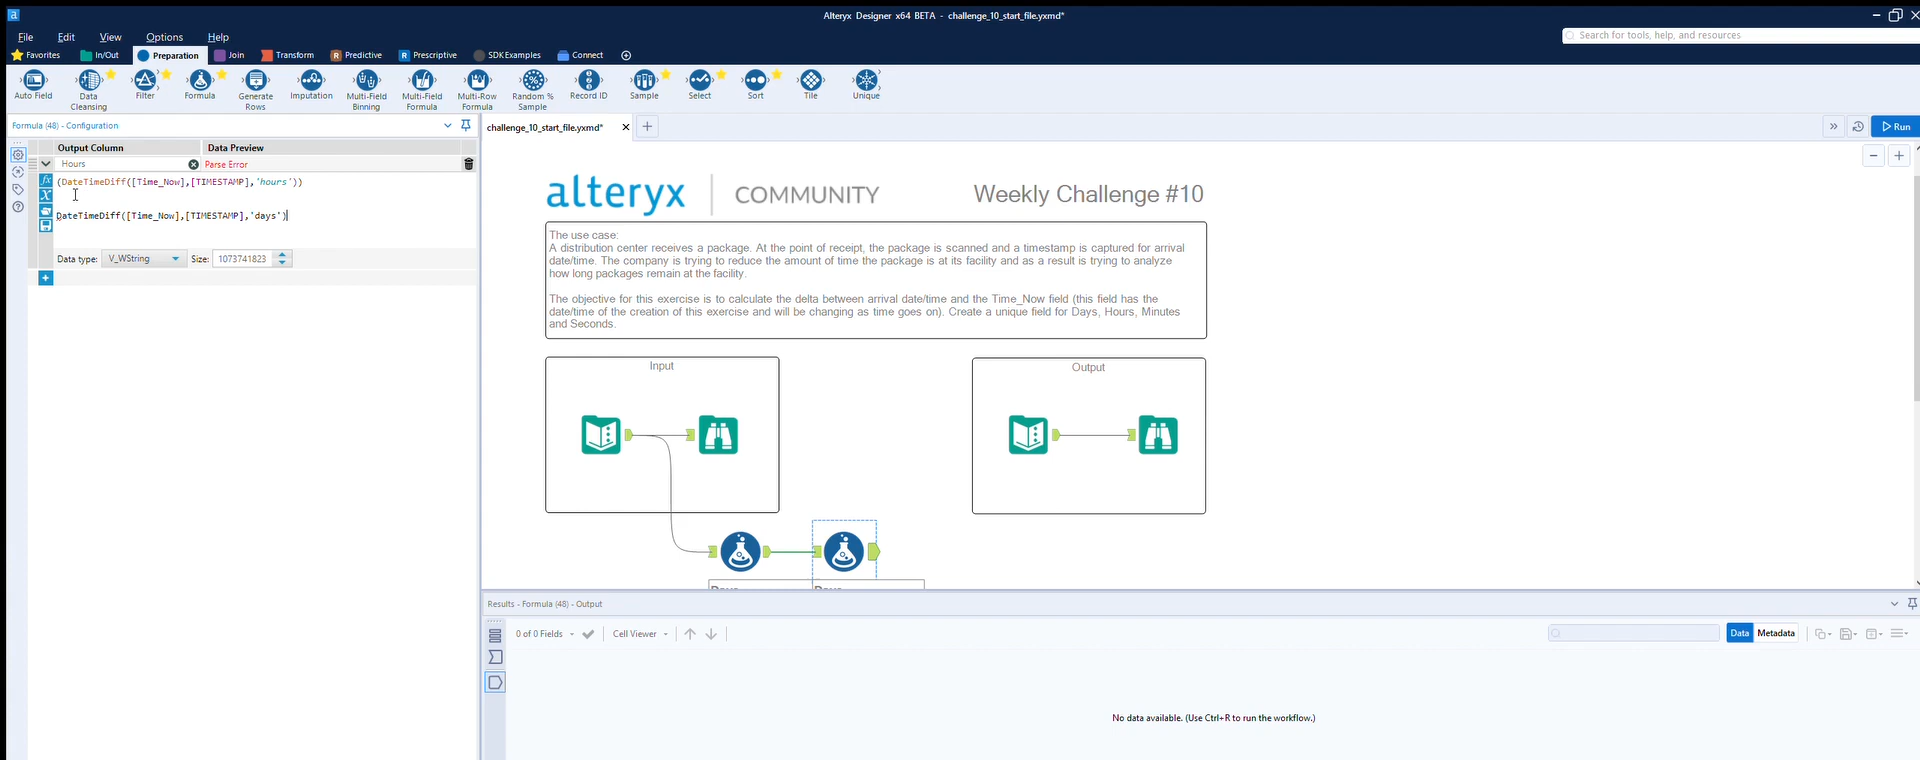 a
Alteryx Designer x64 BETA - challenge_10_start_file.yxmd*
File Edit View Options Help
Search for tools, help, and resources
Favorites In/Out Preparation Join Transform Predictive Prescriptive SDKExamples Connect
Auto Field Data Cleansing Filter Formula Generate Rows Imputation Multi-Field Binning Multi-Field Formula Multi-Row Formula Random % Sample Record ID Sample Select Sort Tile Unique
Formula (48) - Configuration
challenge_10_start_file.yxmd*
Run
Output Column Data Preview
Hours Parse Error
(DateTimeDiff([Time_Now],[TIMESTAMP],'hours'))
DateTimeDiff([Time_Now],[TIMESTAMP],'days')
Data type: V_WString Size: 1073741823
alteryx COMMUNITY Weekly Challenge #10
The use case:
A distribution center receives a package. At the point of receipt, the package is scanned and a timestamp is captured for arrival
date/time. The company is trying to reduce the amount of time the package is at its facility and as a result is trying to analyze
how long packages remain at the facility.
The objective for this exercise is to calculate the delta between arrival date/time and the Time_Now field (this field has the
date/time of the creation of this exercise and will be changing as time goes on). Create a unique field for Days, Hours, Minutes
and Seconds.
Input
Output
Results - Formula (48) - Output
0 of 0 Fields Cell Viewer
Data Metadata
No data available. (Use Ctrl+R to run the workflow.)